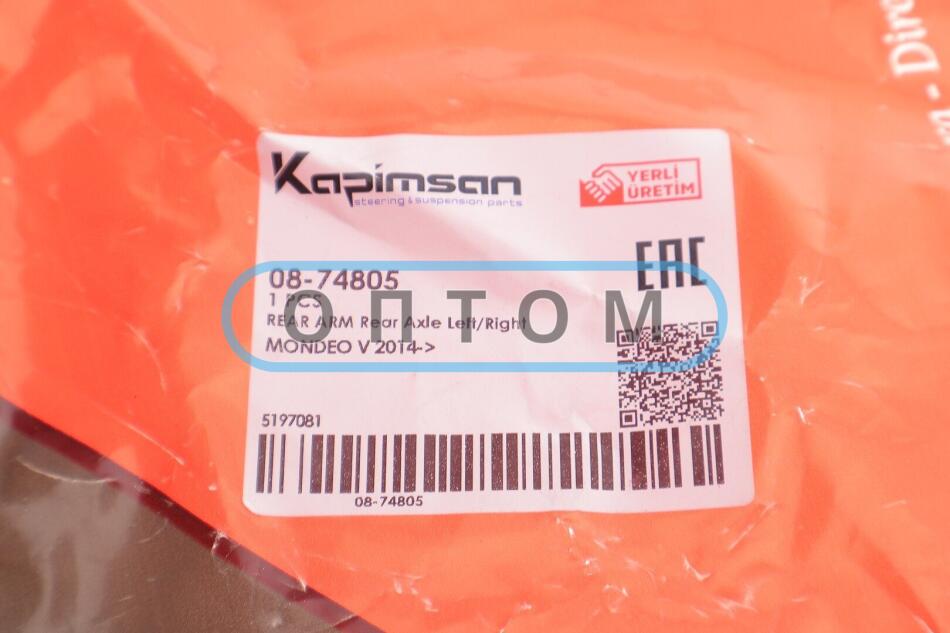 Kapimsan
steering & suspension parts
YERLİ
ÜRETİM
EAC
08-74805
1 PCS
REAR ARM Rear Axle Left/Right
MONDEO V 2014->
ОПТОМ
5197081
08-74805